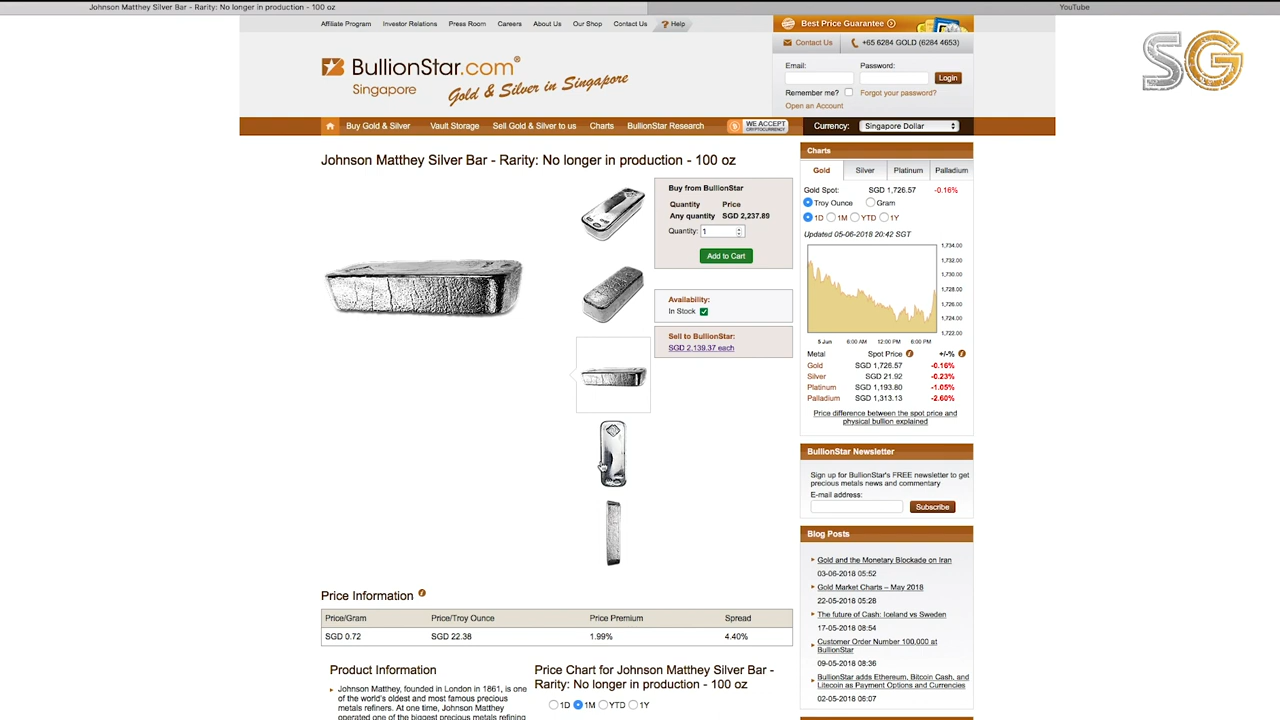 Johnson Matthey Silver Bar - Rarity: No longer in production - 100 oz
YouTube
Affiliate Program
Investor Relations
Press Room
Careers
About Us
Our Shop
Contact Us
? Help
Best Price Guarantee
Contact Us
+65 6284 GOLD (6284 4653)
SG
BullionStar.com®
Singapore
Gold & Silver in Singapore
Email:
Password:
Login
Remember me?
Forgot your password?
Open an Account
Buy Gold & Silver
Vault Storage
Sell Gold & Silver to us
Charts
BullionStar Research
WE ACCEPT
CRYPTOCURRENCY
Currency:
Singapore Dollar
Johnson Matthey Silver Bar - Rarity: No longer in production - 100 oz
Buy from BullionStar
Quantity Price
Any quantity SGD 2,237.89
Quantity: 1
Add to Cart
Availability:
In Stock
Sell to BullionStar:
SGD 2,139.37 each
Price Information
Price/Gram Price/Troy Ounce Price Premium Spread
SGD 0.72 SGD 22.38 1.99% 4.40%
Product Information
Johnson Matthey, founded in London in 1861, is one
of the world's oldest and most famous precious
metals refiners. At one time, Johnson Matthey
operated one of the biggest precious metals refining
Price Chart for Johnson Matthey Silver Bar -
Rarity: No longer in production - 100 oz
1D 1M YTD 1Y
Charts
Gold Silver Platinum Palladium
Gold Spot: SGD 1,726.57 -0.16%
Troy Ounce Gram
1D 1M YTD 1Y
Updated 05-06-2018 20:42 SGT
1,734.00
1,732.00
1,730.00
1,728.00
1,726.00
1,724.00
1,722.00
5 Jun 6:00 AM 12:00 PM 6:00 PM
Metal Spot Price +/-%
Gold SGD 1,726.57 -0.16%
Silver SGD 21.92 -0.23%
Platinum SGD 1,193.80 -1.05%
Palladium SGD 1,313.13 -2.60%
Price difference between the spot price and
physical bullion explained
BullionStar Newsletter
Sign up for BullionStar's FREE newsletter to get
precious metals news and commentary
E-mail address:
Subscribe
Blog Posts
Gold and the Monetary Blockade on Iran
03-06-2018 05:52
Gold Market Charts – May 2018
22-05-2018 05:28
The future of Cash: Iceland vs Sweden
17-05-2018 08:54
Customer Order Number 100,000 at
BullionStar
09-05-2018 08:36
BullionStar adds Ethereum, Bitcoin Cash, and
Litecoin as Payment Options and Currencies
02-05-2018 06:07